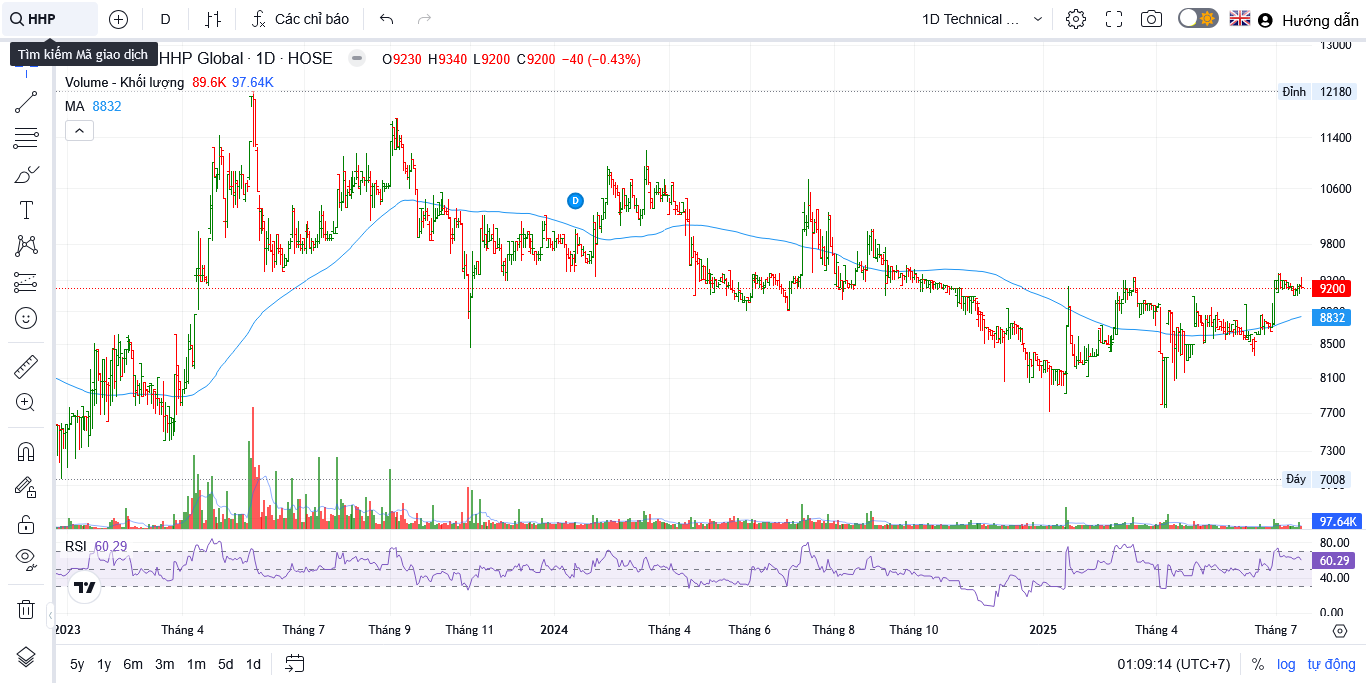 HHP
D
Các chỉ báo
1D Technical ...
Hướng dẫn
Tìm kiếm Mã giao dịch
HHP Global · 1D · HOSE
O9230 H9340 L9200 C9200 −40 (−0.43%)
Volume - Khối lượng 89.6K 97.64K
MA 8832
13000
Đỉnh 12180
11400
10600
D
9800
9200
9200
8832
8500
8100
7700
7300
Đáy 7008
97.64K
RSI 60.29
80.00
60.29
40.00
0.00
2023 Tháng 4 Tháng 7 Tháng 9 Tháng 11 2024 Tháng 4 Tháng 6 Tháng 8 Tháng 10 2025 Tháng 4 Tháng 7
5y 1y 6m 3m 1m 5d 1d
01:09:14 (UTC+7) % log tự động